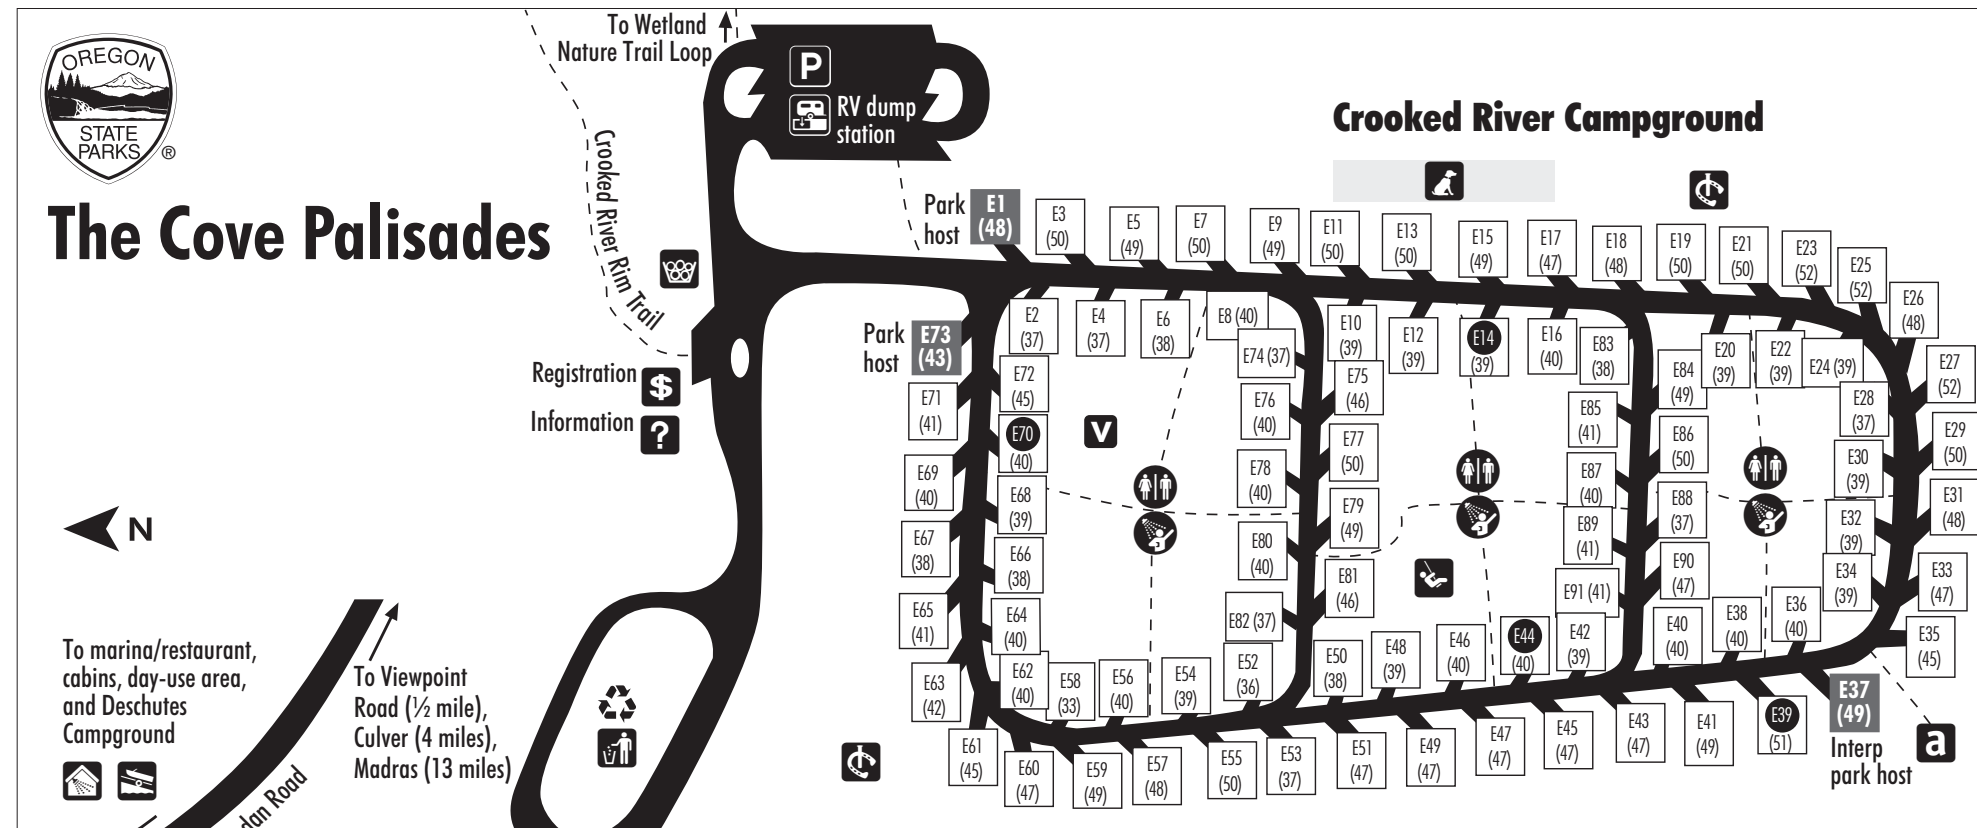 OREGON
STATE
PARKS
®
The Cove Palisades
To Wetland
Nature Trail Loop
P
RV dump
station
Crooked River Rim Trail
Crooked River Campground
Registration $
Information ?
N
To marina/restaurant,
cabins, day-use area,
and Deschutes
Campground
To Viewpoint
Road (½ mile),
Culver (4 miles),
Madras (13 miles)
dan Road
Park
host
E1
(48)
E3
(50)
E5
(49)
E7
(50)
E9
(49)
E11
(50)
E13
(50)
E15
(49)
E17
(47)
E18
(48)
E19
(50)
E21
(50)
E23
(52)
E25
(52)
E26
(48)
E2
(37)
E4
(37)
E6
(38)
E8 (40)
E10
(39)
E12
(39)
E14
(39)
E16
(40)
E83
(38)
E84
(49)
E20
(39)
E22
(39)
E24 (39)
E27
(52)
E28
(37)
E29
(50)
E30
(39)
E31
(48)
E32
(39)
E33
(47)
E34
(39)
E35
(45)
Park
host
E73
(43)
E71
(41)
E69
(40)
E67
(38)
E65
(41)
E63
(42)
E61
(45)
E72
(45)
E70
(40)
E68
(39)
E66
(38)
E64
(40)
E62
(40)
V
E74 (37)
E76
(40)
E78
(40)
E80
(40)
E82 (37)
E75
(46)
E77
(50)
E79
(49)
E81
(46)
E85
(41)
E87
(40)
E89
(41)
E91 (41)
E86
(50)
E88
(37)
E90
(47)
E58
(33)
E56
(40)
E54
(39)
E52
(36)
E50
(38)
E48
(39)
E46
(40)
E44
(40)
E42
(39)
E40
(40)
E38
(40)
E36
(40)
E60
(47)
E59
(49)
E57
(48)
E55
(50)
E53
(37)
E51
(47)
E49
(47)
E47
(47)
E45
(47)
E43
(47)
E41
(49)
E39
(51)
E37
(49)
Interp
park host
a